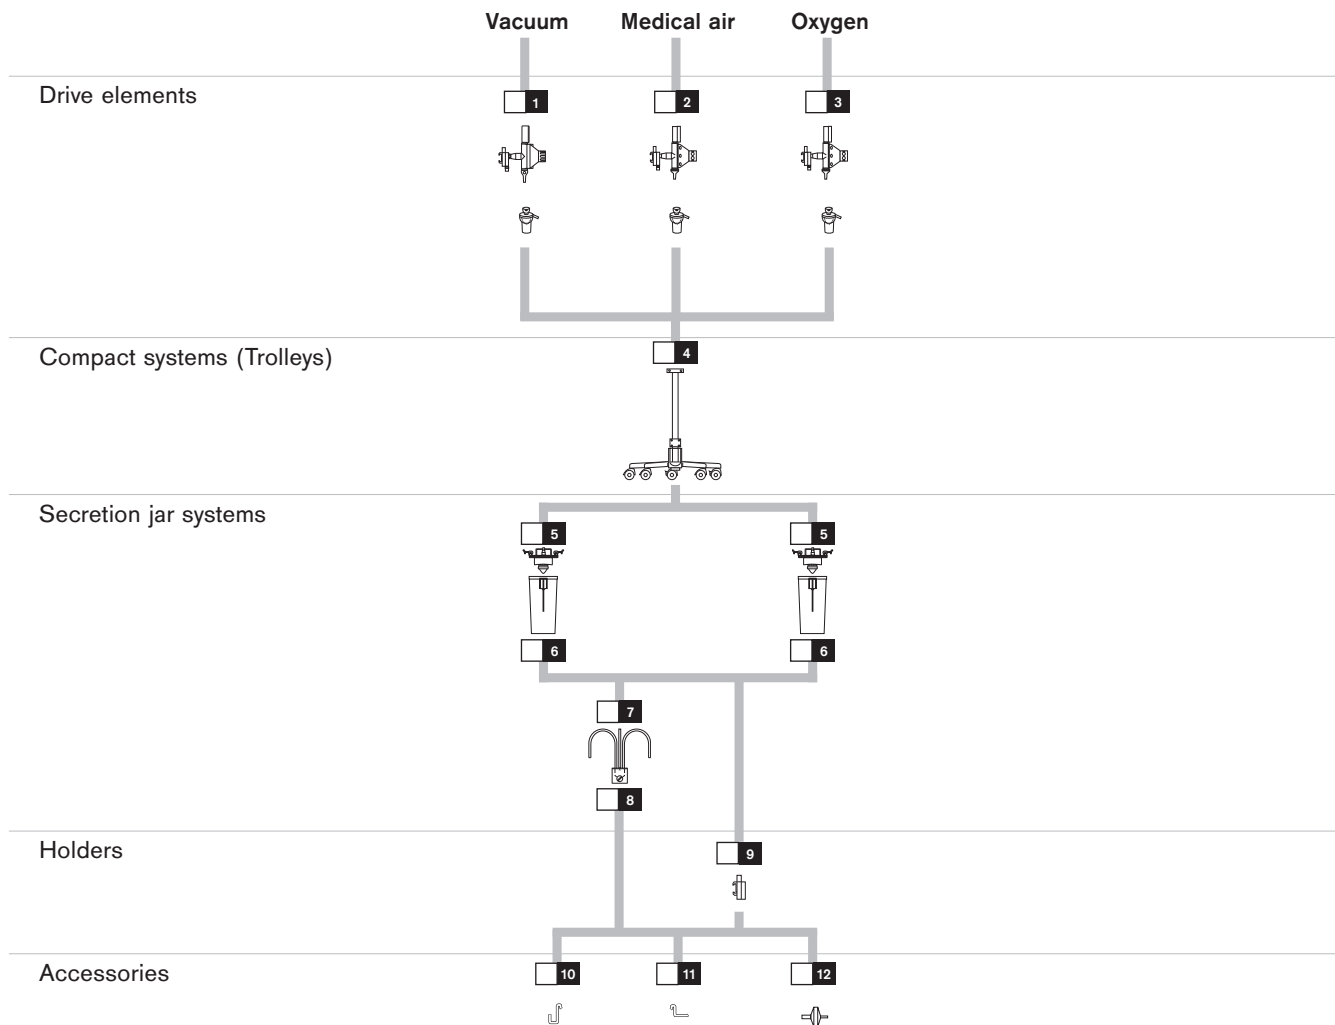 Vacuum Medical air Oxygen
Drive elements
1 2 3
Compact systems (Trolleys)
4
Secretion jar systems
5 5
6 6
7
8
Holders
9
Accessories
10 11 12